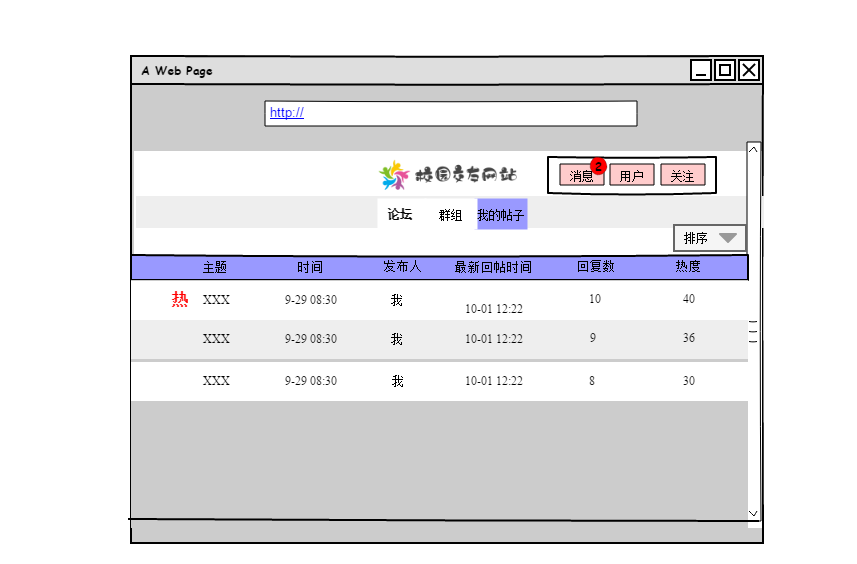 A Web Page
http://
校园交友网站
消息 2 用户 关注
论坛 群组 我的帖子
排序
主题 时间 发布人 最新回帖时间 回复数 热度
热 XXX 9-29 08:30 我 10-01 12:22 10 40
XXX 9-29 08:30 我 10-01 12:22 9 36
XXX 9-29 08:30 我 10-01 12:22 8 30